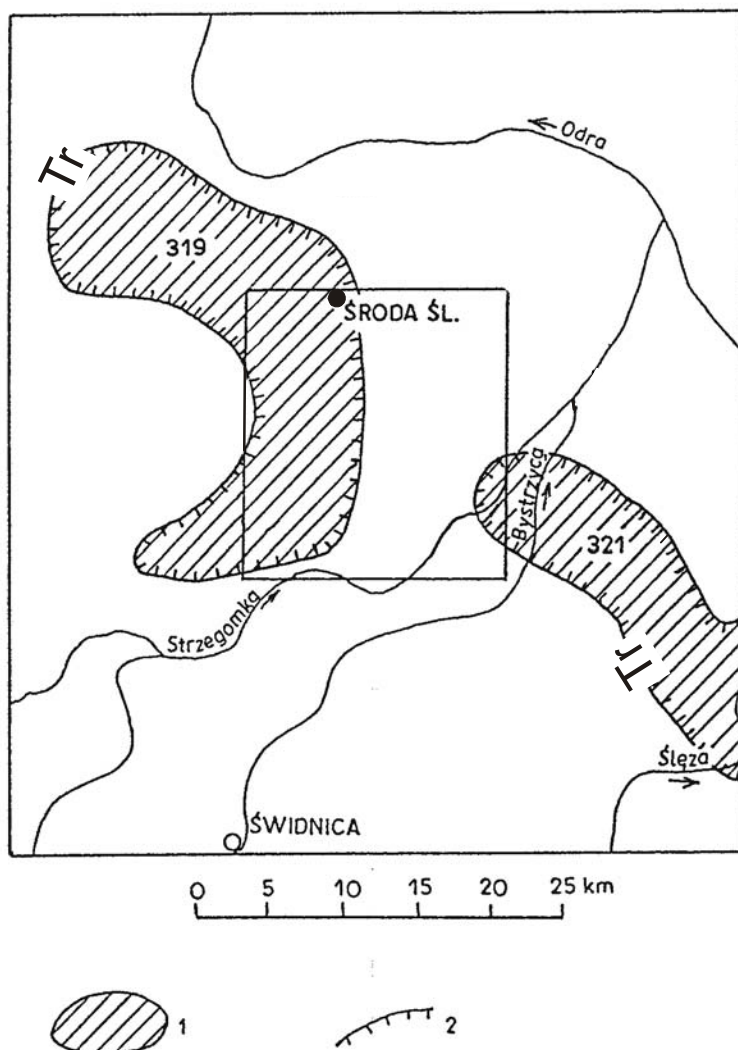 Odra
Tr
319
ŚRODA ŚL.
Bystrzyca
321
Strzegomka
Tr
Ślęza
ŚWIDNICA
0 5 10 15 20 25 km
1 2